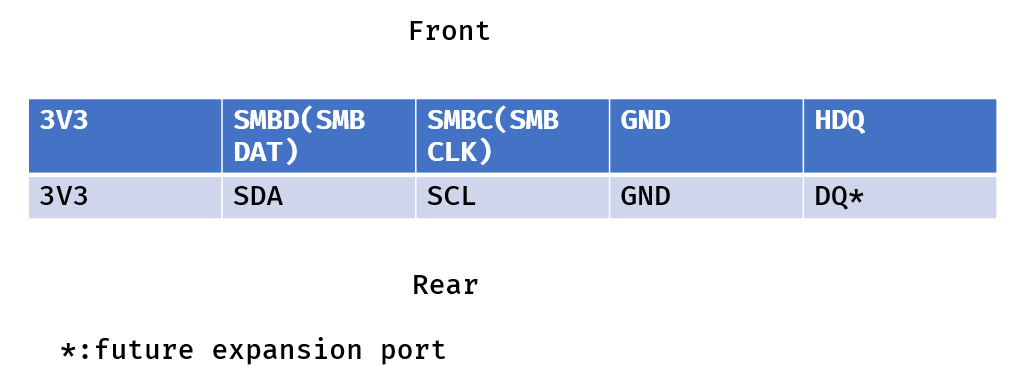 Front
3V3 SMBD(SMB SMBC(SMB GND HDQ
DAT) CLK)
3V3 SDA SCL GND DQ*
Rear
*:future expansion port